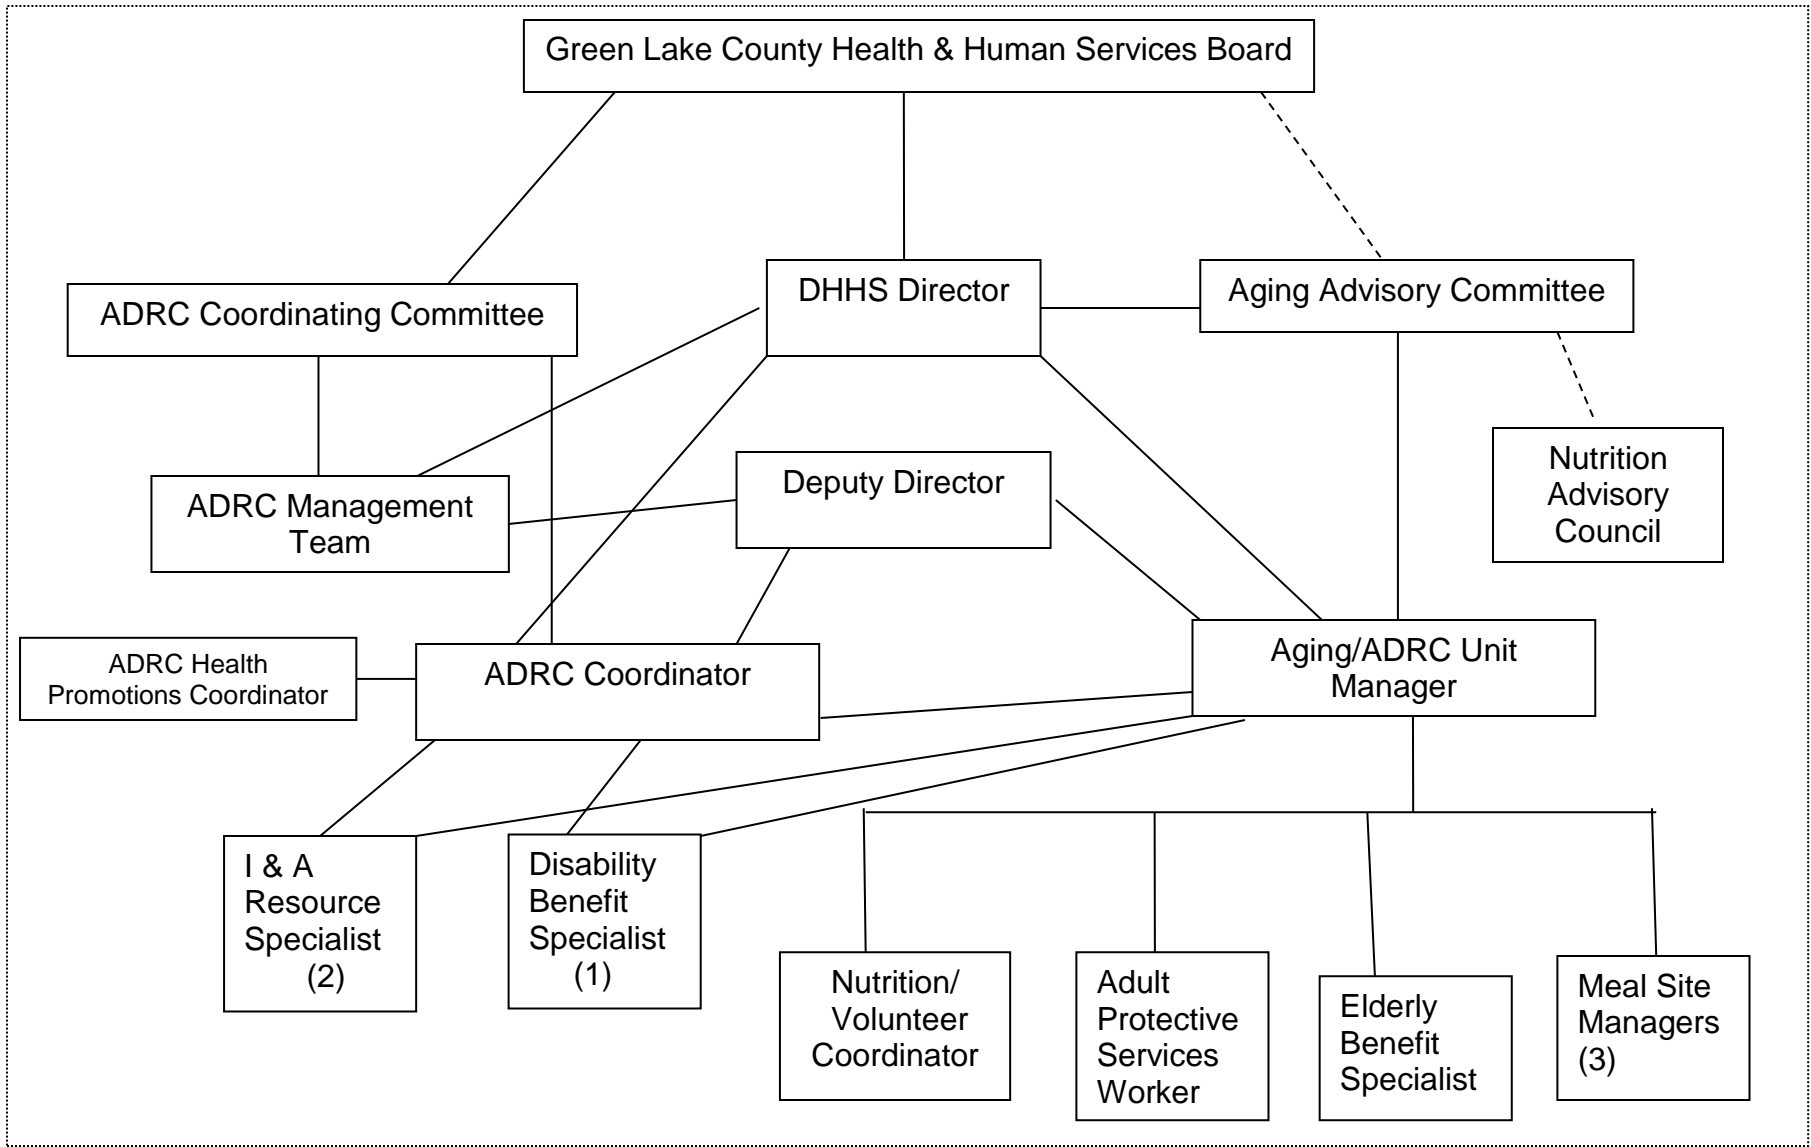 Green Lake County Health & Human Services Board
DHHS Director
Aging Advisory Committee
ADRC Coordinating Committee
Deputy Director
Nutrition
Advisory
Council
ADRC Management
Team
ADRC Health
Promotions Coordinator
ADRC Coordinator
Aging/ADRC Unit
Manager
I & A
Resource
Specialist
(2)
Disability
Benefit
Specialist
(1)
Nutrition/
Volunteer
Coordinator
Adult
Protective
Services
Worker
Elderly
Benefit
Specialist
Meal Site
Managers
(3)